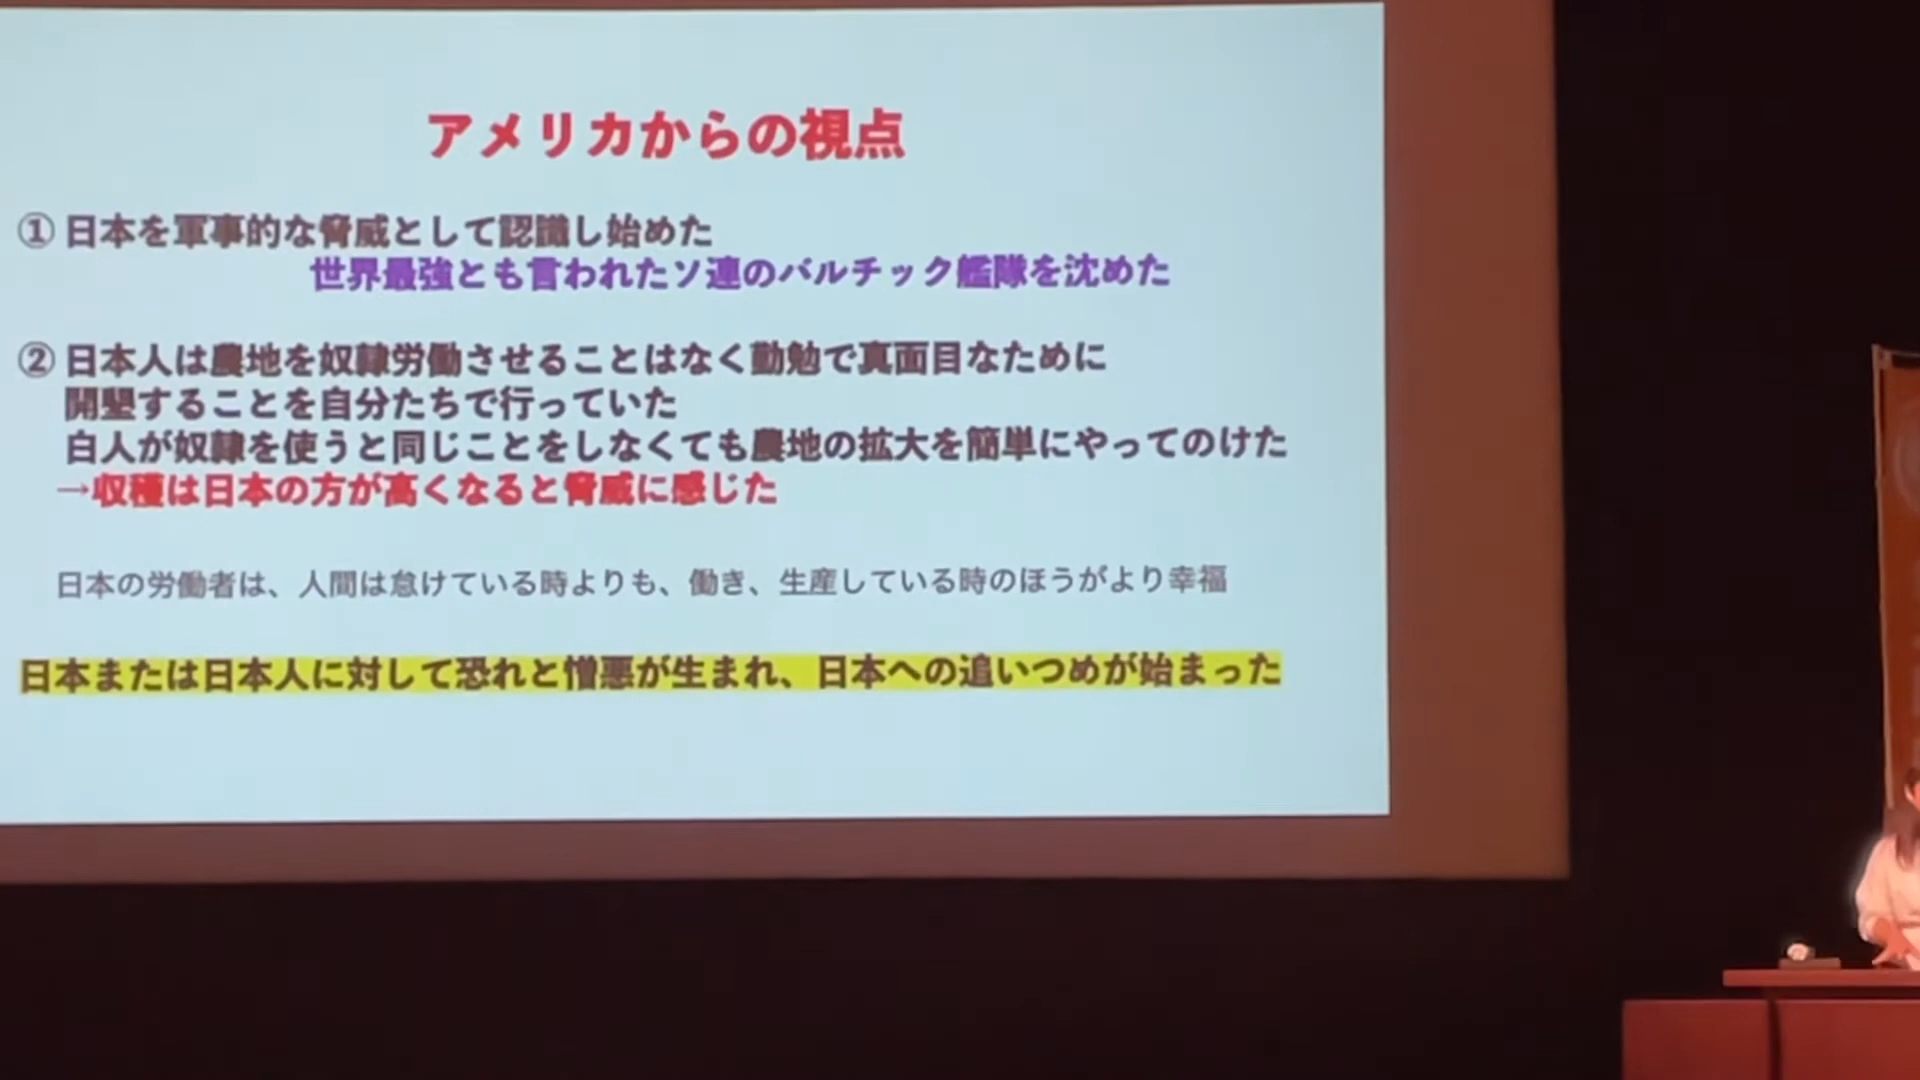 アメリカからの視点
① 日本を軍事的な脅威として認識し始めた
世界最強とも言われたソ連のバルチック艦隊を沈めた
② 日本人は農地を奴隷労働させることはなく勤勉で真面目なために
開墾することを自分たちで行っていた
白人が奴隷を使うと同じことをしなくても農地の拡大を簡単にやってのけた
→収穫は日本の方が高くなると脅威に感じた
日本の労働者は、人間は怠けている時よりも、働き、生産している時のほうがより幸福
日本または日本人に対して恐れと憎悪が生まれ、日本への追いつめが始まった